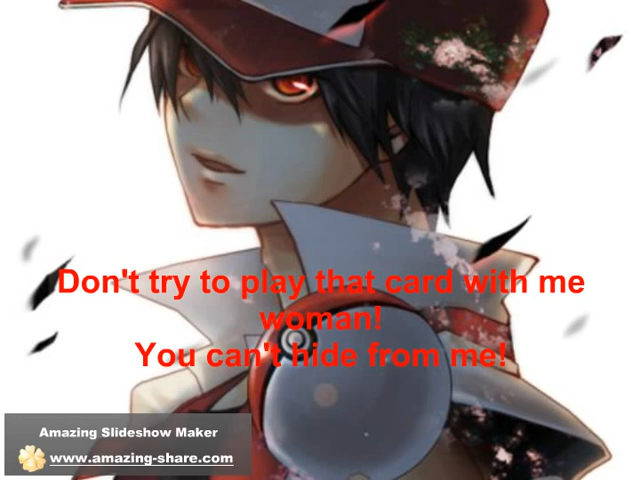 Don't try to play that card with me
woman!
You can't hide from me!
Amazing Slideshow Maker
www.amazing-share.com